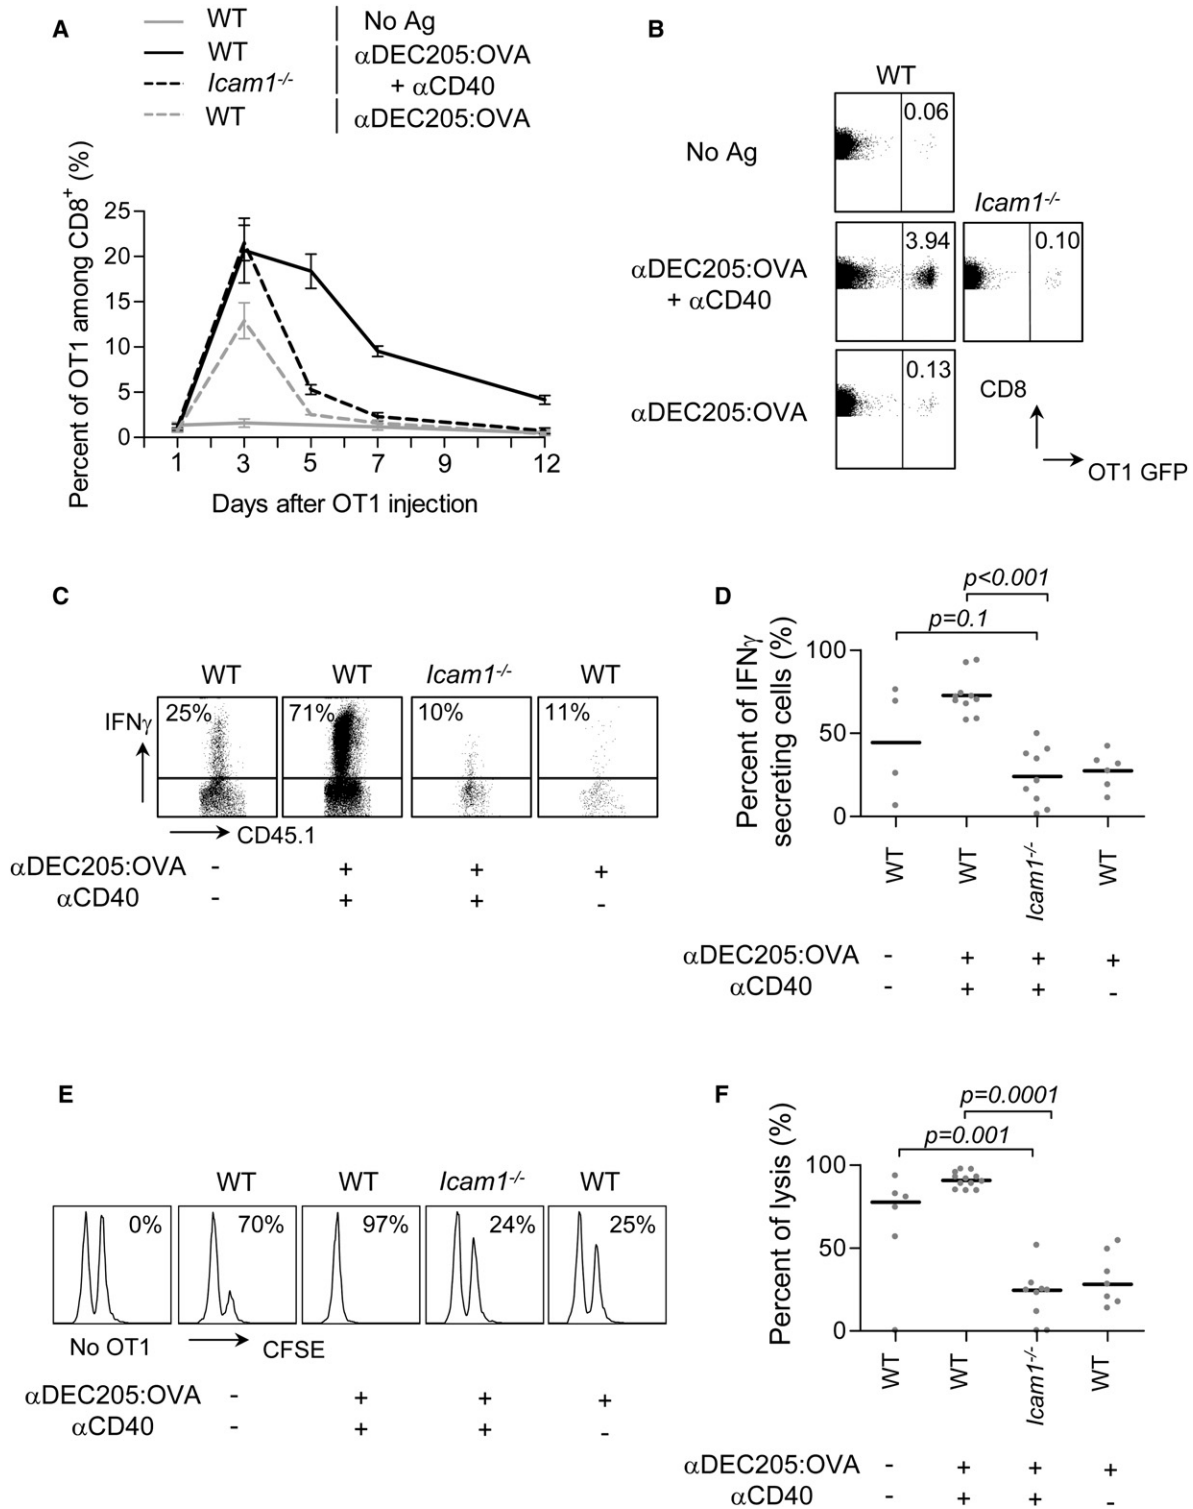 A
WT
No Ag
WT
αDEC205:OVA
Icam1-/-
+ αCD40
WT
αDEC205:OVA
Percent of OT1 among CD8+ (%)
25
20
15
10
5
0
1 3 5 7 9 12
Days after OT1 injection
B
WT
No Ag
0.06
Icam1-/-
αDEC205:OVA
+ αCD40
3.94
0.10
αDEC205:OVA
0.13
CD8
OT1 GFP
C
WT WT Icam1-/- WT
IFNγ
25% 71% 10% 11%
CD45.1
αDEC205:OVA - + + +
αCD40 - + + -
D
p<0.001
p=0.1
Percent of IFNγ
secreting cells (%)
100
50
0
WT WT Icam1-/- WT
αDEC205:OVA - + + +
αCD40 - + + -
E
WT WT Icam1-/- WT
0% 70% 97% 24% 25%
No OT1
CFSE
αDEC205:OVA - + + +
αCD40 - + + -
F
p=0.0001
p=0.001
Percent of lysis (%)
100
50
0
WT WT Icam1-/- WT
αDEC205:OVA - + + +
αCD40 - + + -